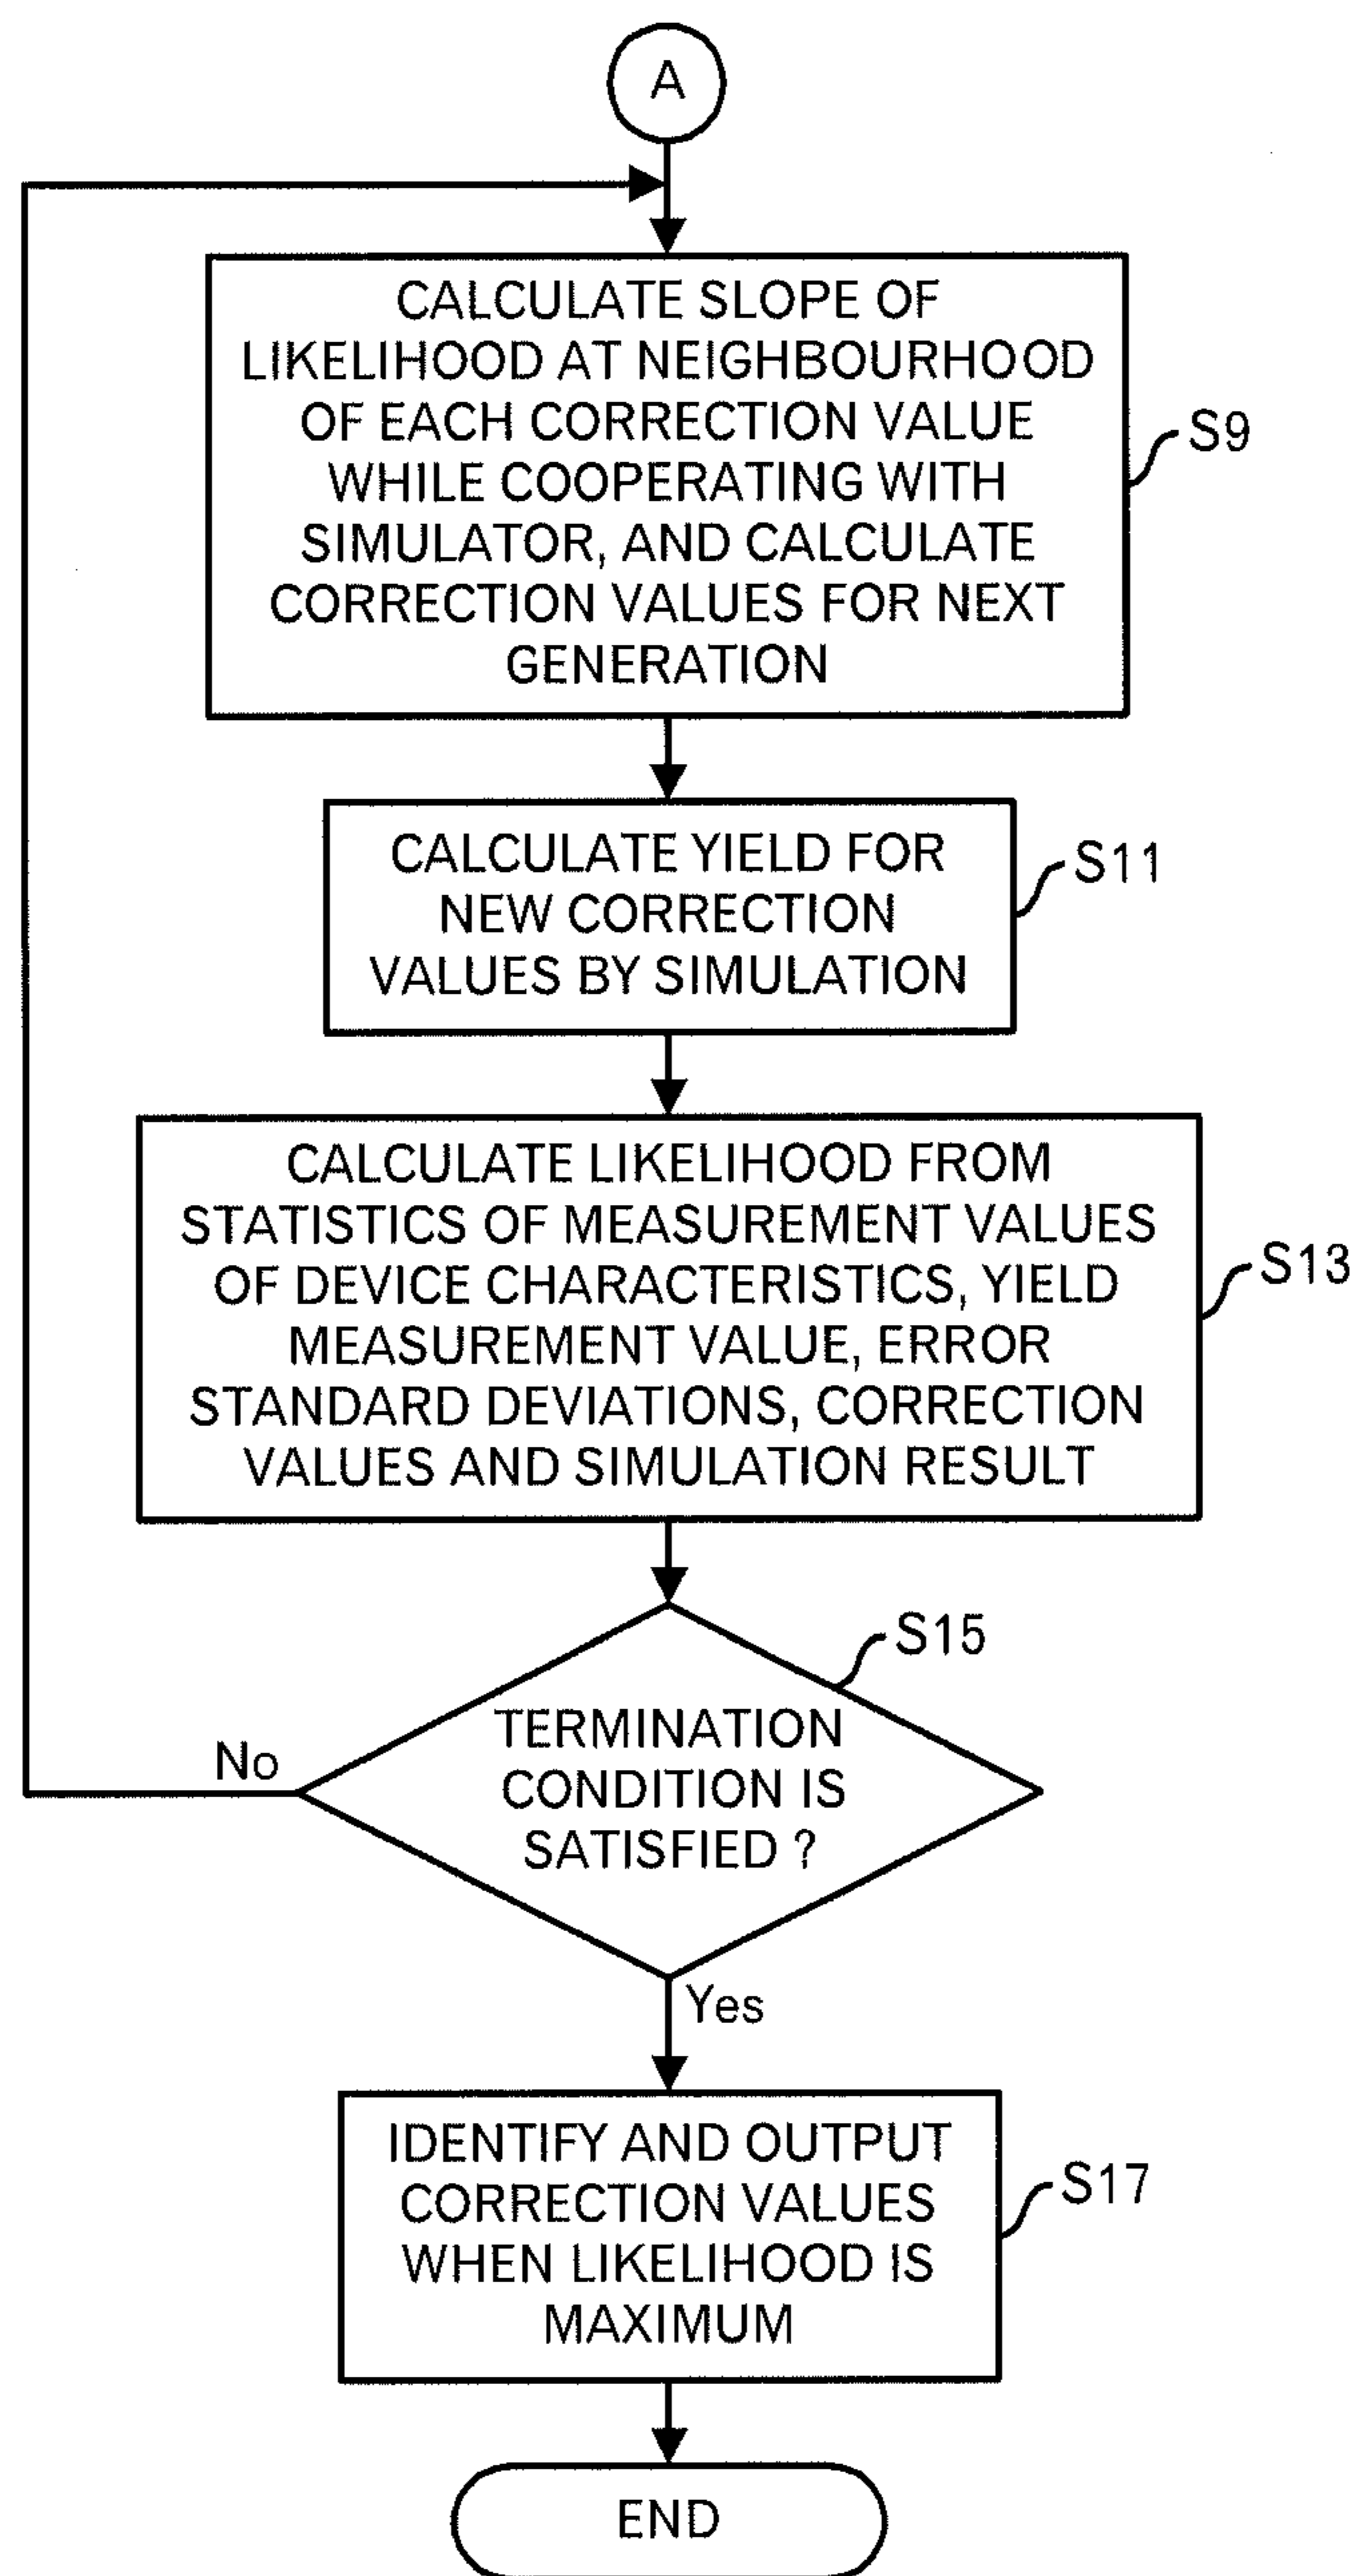 A
CALCULATE SLOPE OF
LIKELIHOOD AT NEIGHBOURHOOD
OF EACH CORRECTION VALUE
WHILE COOPERATING WITH
SIMULATOR, AND CALCULATE
CORRECTION VALUES FOR NEXT
GENERATION
S9
CALCULATE YIELD FOR
NEW CORRECTION
VALUES BY SIMULATION
S11
CALCULATE LIKELIHOOD FROM
STATISTICS OF MEASUREMENT VALUES
OF DEVICE CHARACTERISTICS, YIELD
MEASUREMENT VALUE, ERROR
STANDARD DEVIATIONS, CORRECTION
VALUES AND SIMULATION RESULT
S13
S15
TERMINATION
CONDITION IS
SATISFIED ?
No
Yes
IDENTIFY AND OUTPUT
CORRECTION VALUES
WHEN LIKELIHOOD IS
MAXIMUM
S17
END